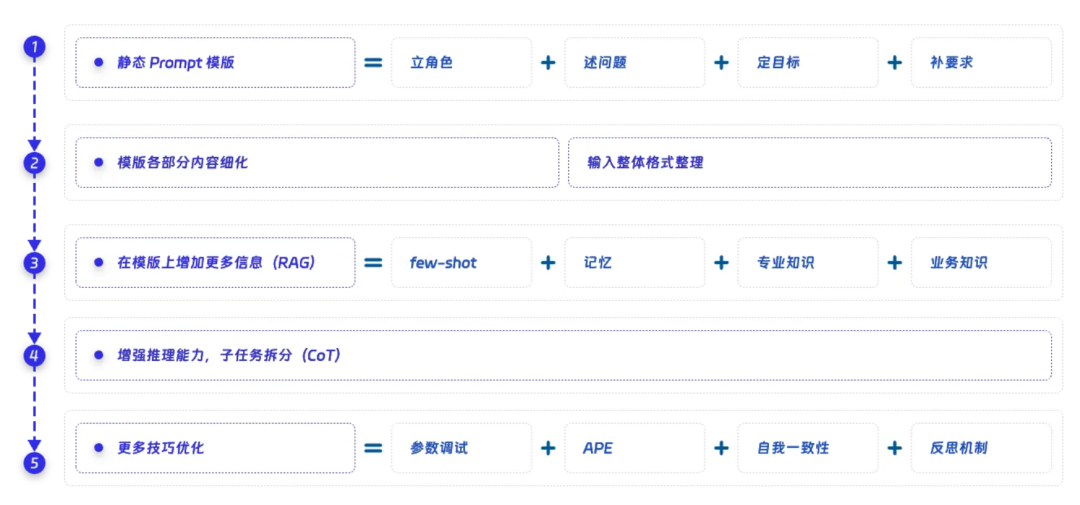 1
静态 Prompt 模版 = 立角色 + 述问题 + 定目标 + 补要求
2
模版各部分内容细化 输入整体格式整理
3
在模版上增加更多信息（RAG） = few-shot + 记忆 + 专业知识 + 业务知识
4
增强推理能力，子任务拆分（CoT）
更多技巧优化 = 参数调试 + APE + 自我一致性 + 反思机制
5